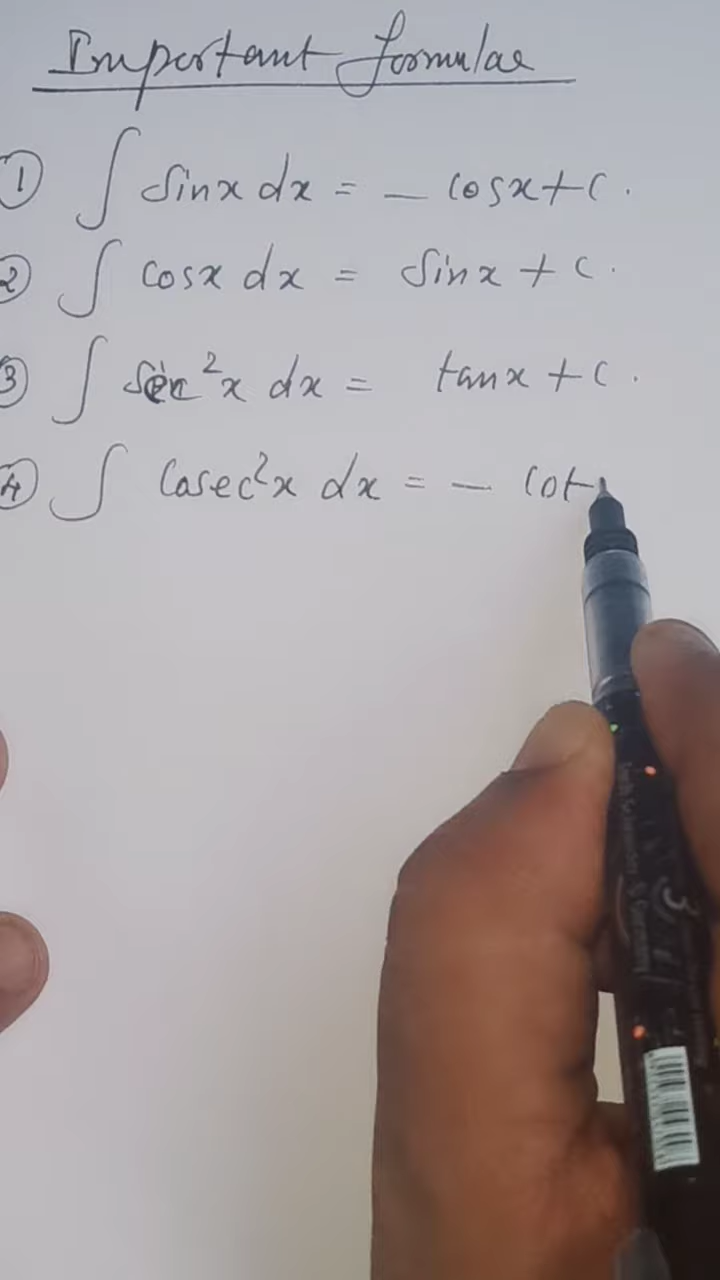 Important formulae
① ∫ Sinx dx = - Cosx + C.
② ∫ Cosx dx = Sinx + C.
③ ∫ Sec²x dx = tanx + C.
④ ∫ Cosec²x dx = - Cot